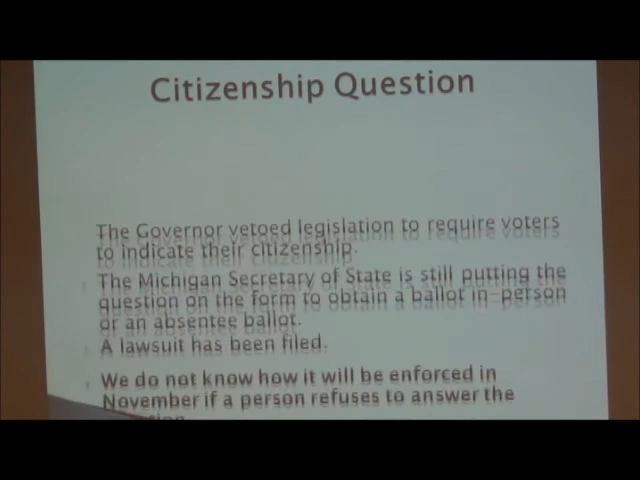 Citizenship Question
The Governor vetoed legislation to require voters
to indicate their citizenship.
The Michigan Secretary of State is still putting the
question on the form to obtain a ballot in-person
or an absentee ballot.
A lawsuit has been filed.
We do not know how it will be enforced in
November if a person refuses to answer the